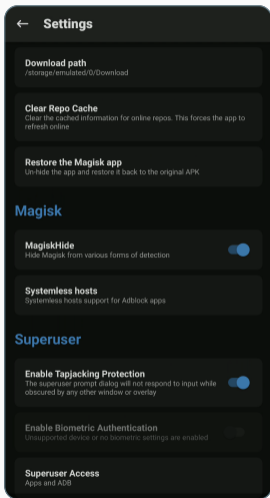 Settings
Download path
/storage/emulated/0/Download
Clear Repo Cache
Clear the cached information for online repos. This forces the app to
refresh online
Restore the Magisk app
Un-hide the app and restore it back to the original APK
Magisk
MagiskHide
Hide Magisk from various forms of detection
Systemless hosts
Systemless hosts support for Adblock apps
Superuser
Enable Tapjacking Protection
The superuser prompt dialog will not respond to input while
obscured by any other window or overlay
Enable Biometric Authentication
Unsupported device or no biometric settings are enabled
Superuser Access
Apps and ADB